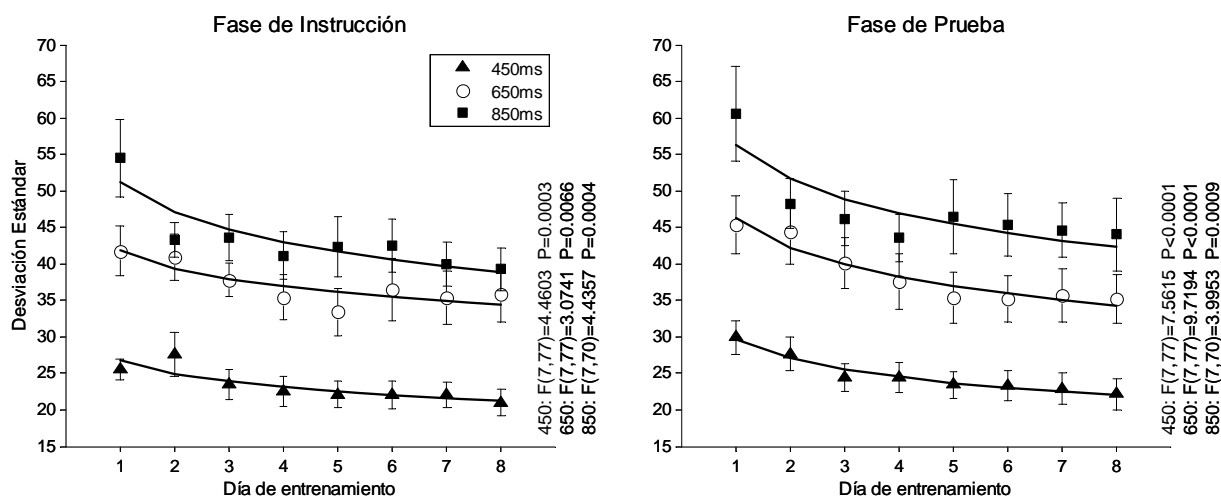 Fase de Instrucción
70
65
60
55
50
45
40
35
30
25
20
15
Desviación Estándar
450ms
650ms
850ms
450: F(7,77)=4.4603 P=0.0003
650: F(7,77)=3.0741 P=0.0066
850: F(7,70)=4.4357 P=0.0004
1 2 3 4 5 6 7 8
Día de entrenamiento
Fase de Prueba
70
65
60
55
50
45
40
35
30
25
20
15
450: F(7,77)=7.5615 P<0.0001
650: F(7,77)=9.7194 P<0.0001
850: F(7,70)=3.9953 P=0.0009
1 2 3 4 5 6 7 8
Día de entrenamiento